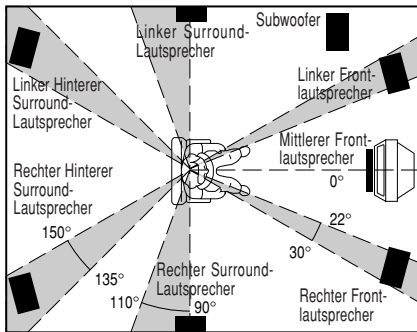 Linker Surround-
Lautsprecher
Subwoofer
Linker Hinterer
Surround-
Lautsprecher
Linker Front-
lautsprecher
Mittlerer Front-
lautsprecher
0°
Rechter Hinterer
Surround-
Lautsprecher
150°
135°
110°
90°
22°
30°
Rechter Surround-
Lautsprecher
Rechter Front-
lautsprecher